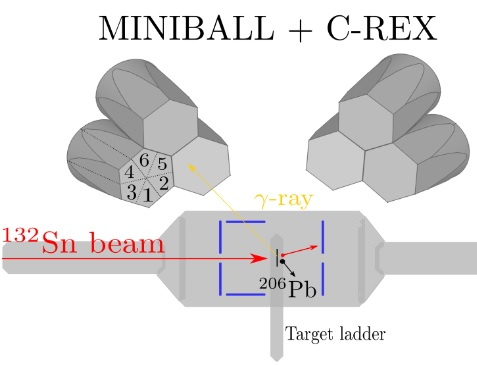 MINIBALL + C-REX
6
5
4
3
2
1
γ-ray
¹³²Sn beam
²⁰⁶Pb
Target ladder